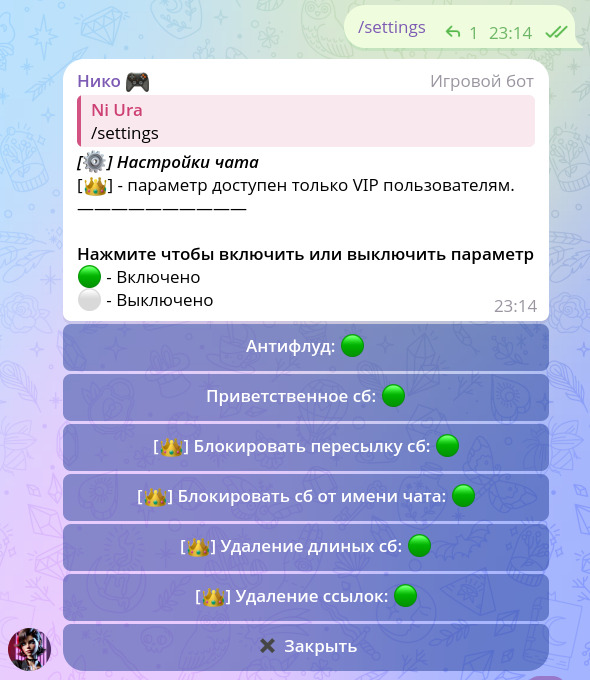 /settings 1 23:14
Нико 🎮 Игровой бот
Ni Ura
/settings
[⚙️] Настройки чата
[👑] - параметр доступен только VIP пользователям.
——————————
Нажмите чтобы включить или выключить параметр
🟢 - Включено
⚪ - Выключено
23:14
Антифлуд: 🟢
Приветственное сб: 🟢
[👑] Блокировать пересылку сб: 🟢
[👑] Блокировать сб от имени чата: 🟢
[👑] Удаление длиных сб: 🟢
[👑] Удаление ссылок: 🟢
✖ Закрыть